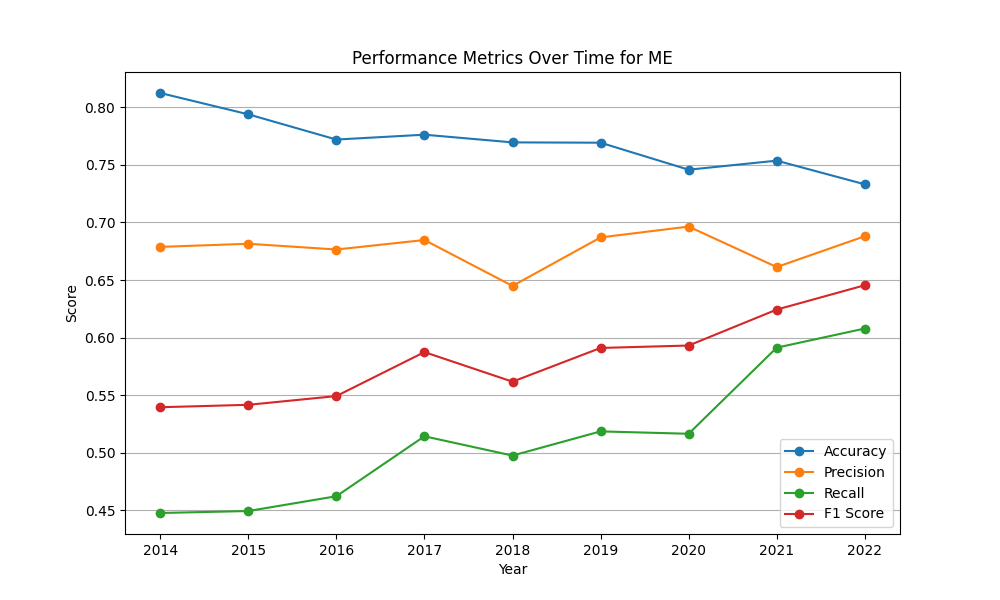 Performance Metrics Over Time for ME
0.80
0.75
0.70
0.65
0.60
0.55
0.50
0.45
Score
Accuracy
Precision
Recall
F1 Score
2014 2015 2016 2017 2018 2019 2020 2021 2022
Year